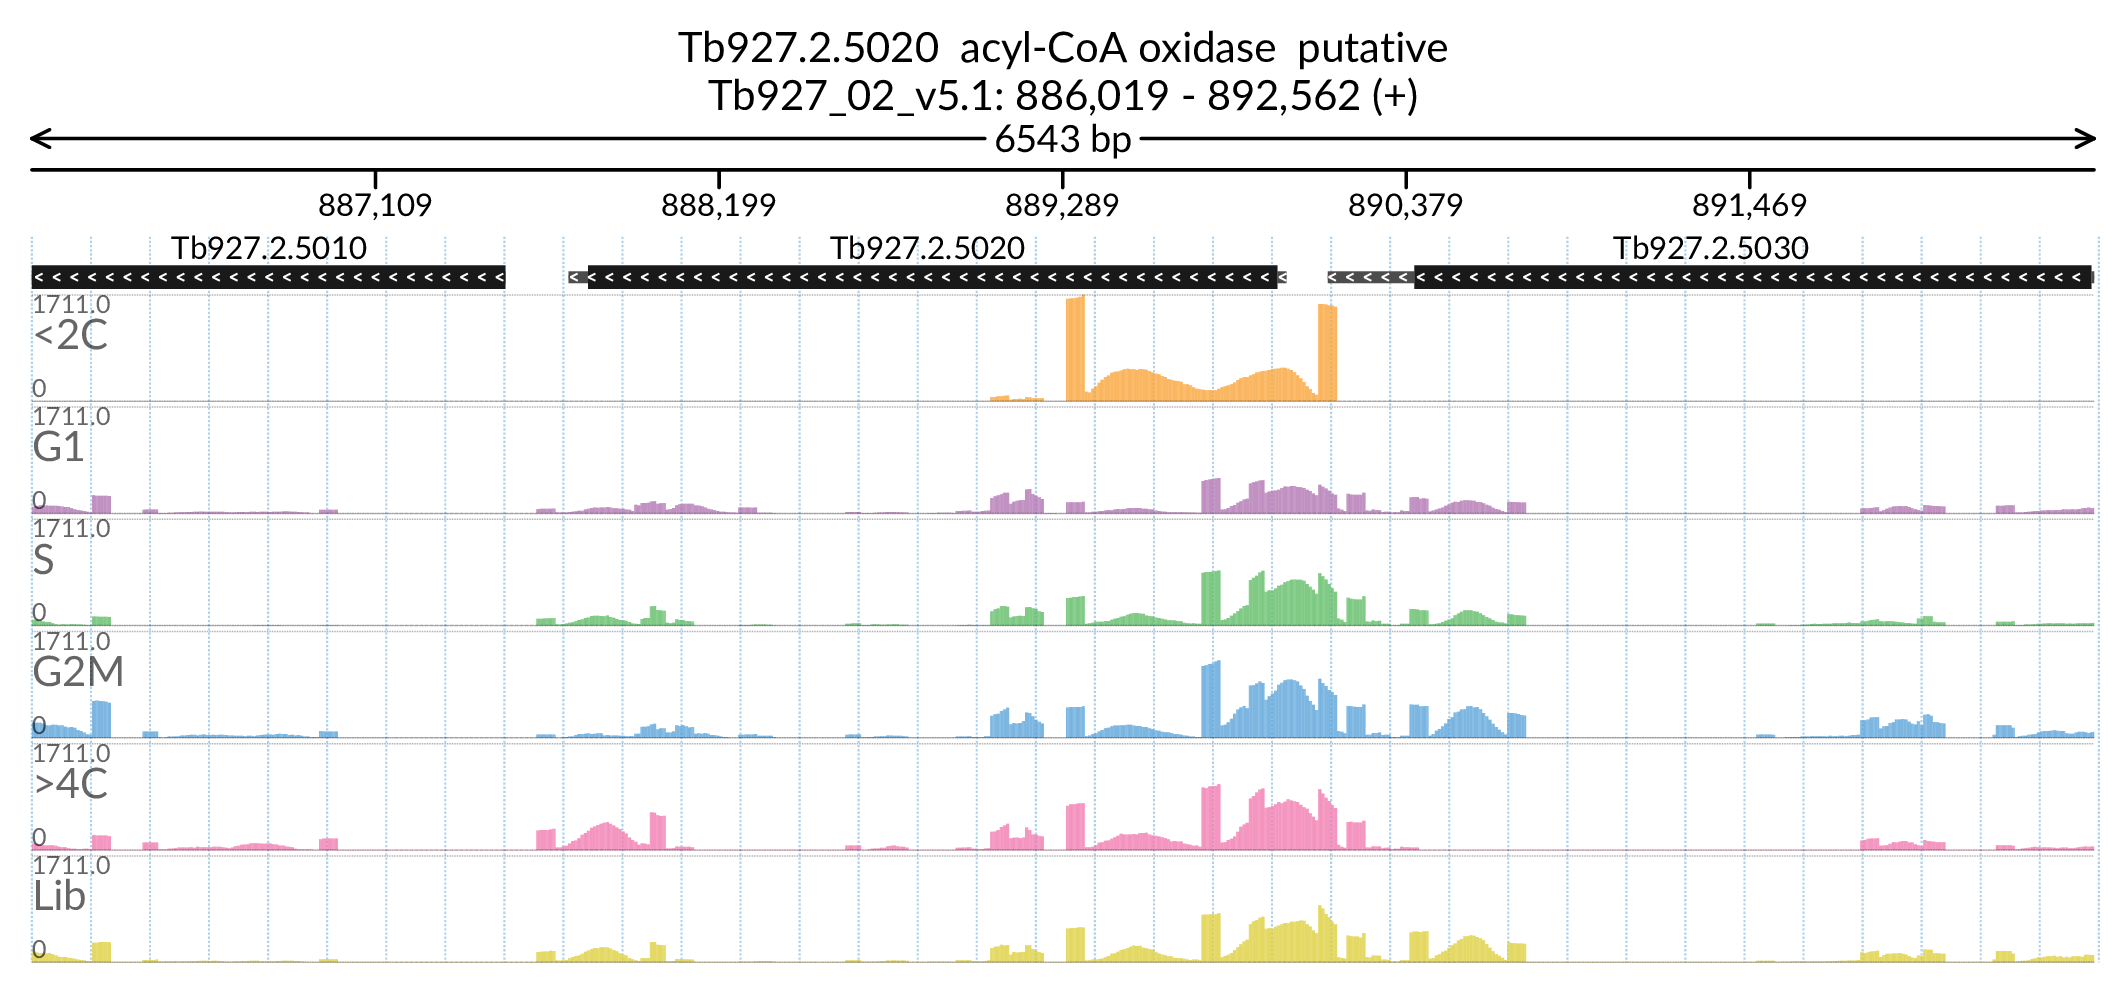 Tb927.2.5020 acyl-CoA oxidase putative
Tb927_02_v5.1: 886,019 - 892,562 (+)
6543 bp
887,109 888,199 889,289 890,379 891,469
Tb927.2.5010 Tb927.2.5020 Tb927.2.5030
1711.0
<2C
0
1711.0
G1
0
1711.0
S
0
1711.0
G2M
0
1711.0
>4C
0
1711.0
Lib
0